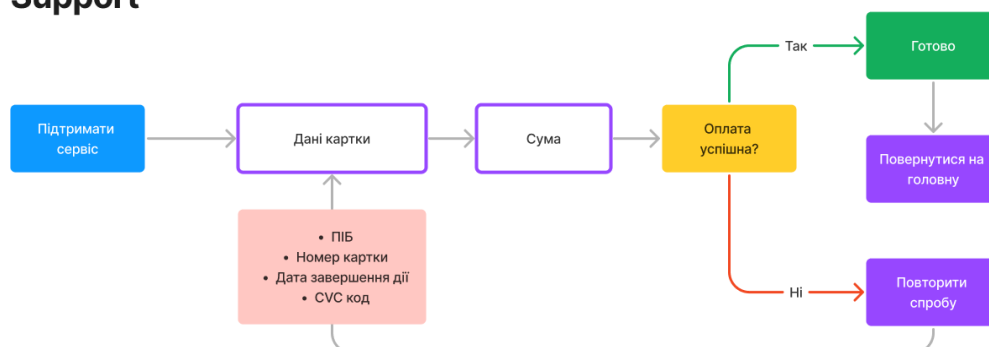 Support
Підтримати
сервіс
Дані картки
Сума
Оплата
успішна?
Так
Готово
Повернутися на
головну
• ПІБ
• Номер картки
• Дата завершення дії
• CVC код
Ні
Повторити
спробу